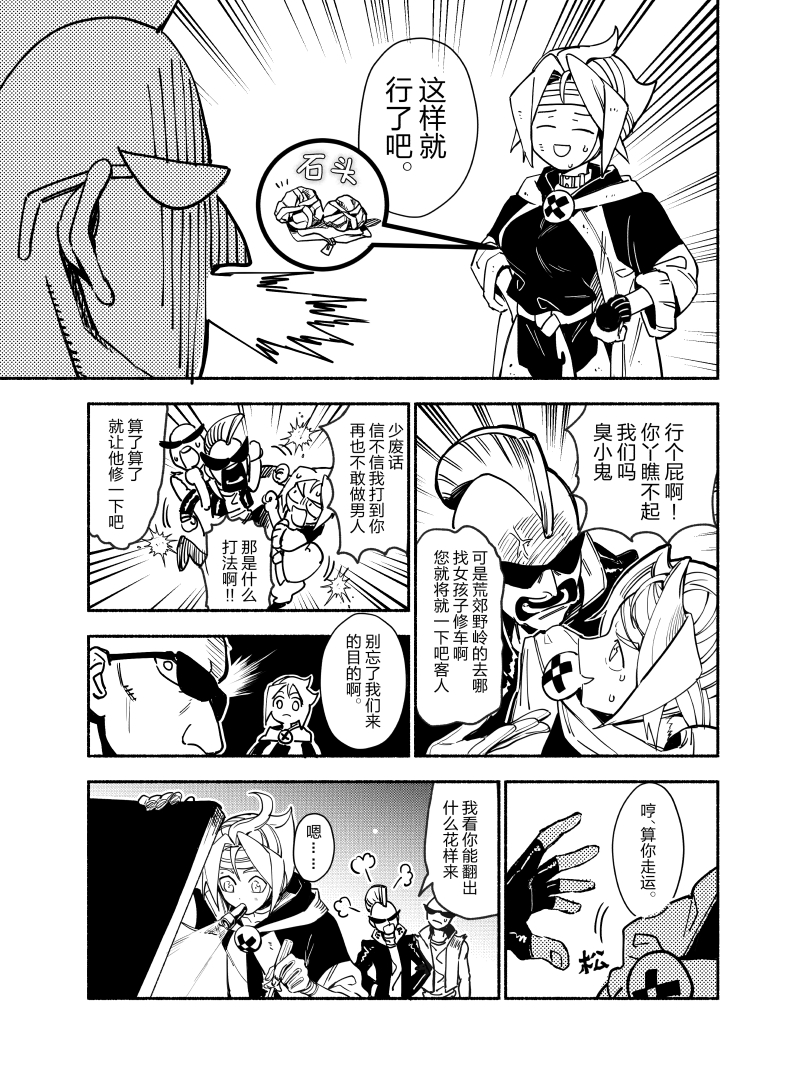 这样就
行了吧。
石头
行个屁啊！
你丫瞧不起
我们吗
臭小鬼
可是荒郊野岭的去哪
找女孩子修车啊
您就将就一下吧客人
少废话
信不信我打到你
再也不敢做男人
那是什么
打法啊!!
算了算了
就让他修一下吧
别忘了我们来
的目的啊。
哼、算你走运。
松
我看你能翻出
什么花样来
嗯……